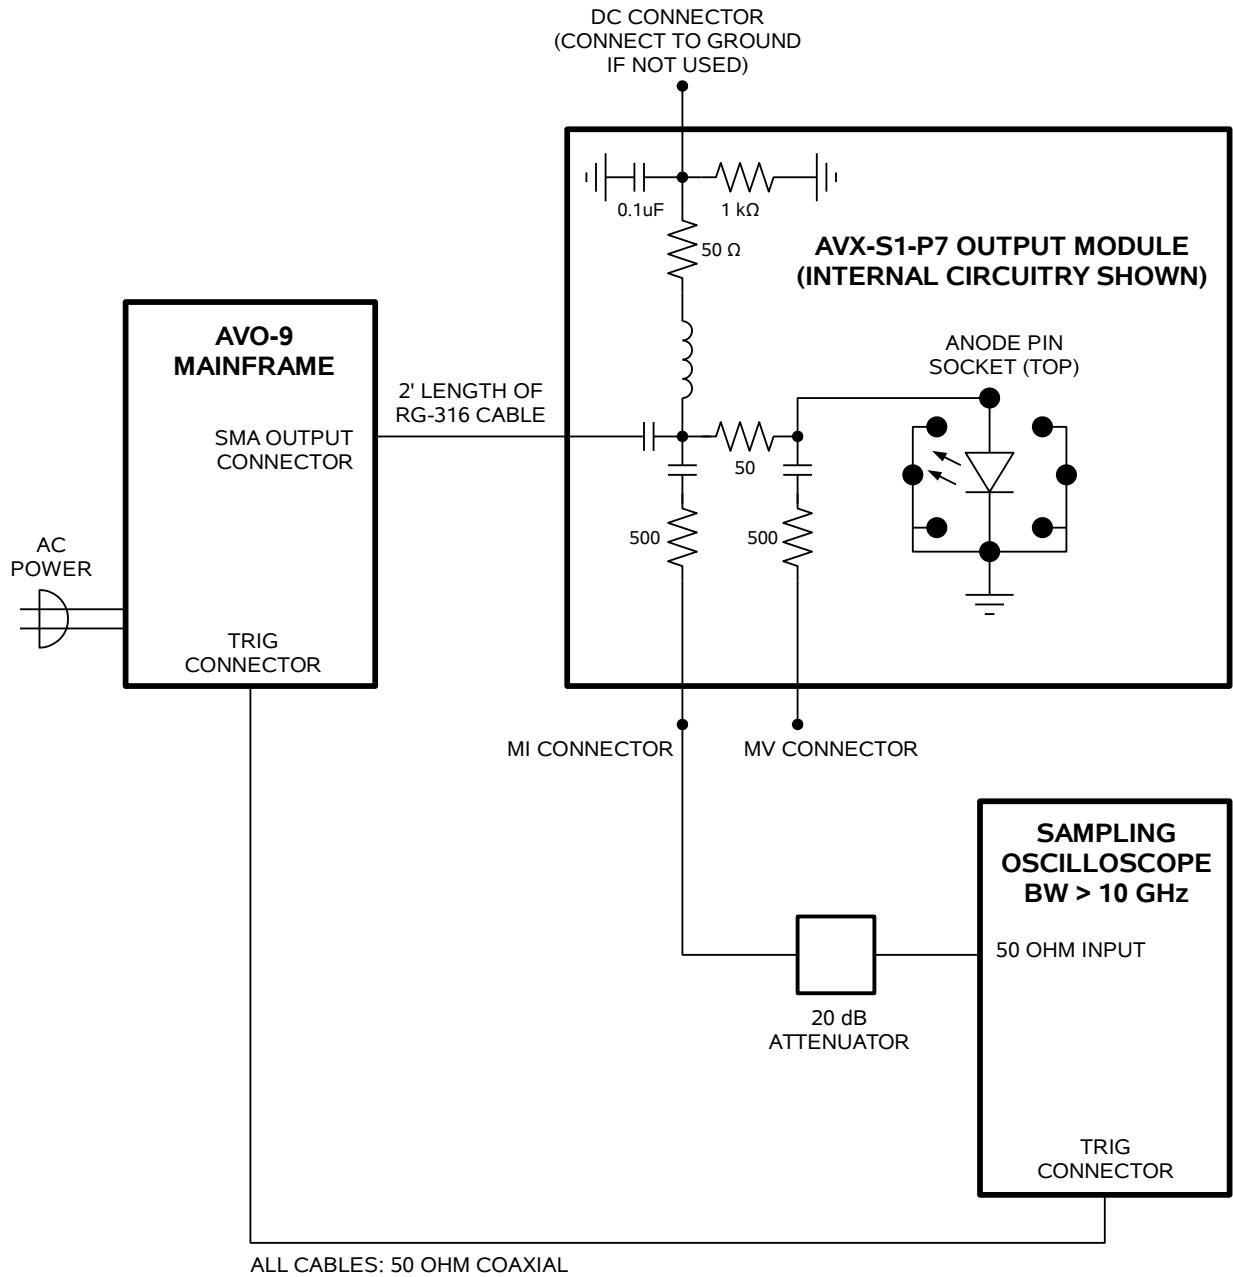 DC CONNECTOR
(CONNECT TO GROUND
IF NOT USED)
0.1uF
1 kΩ
50 Ω
AVX-S1-P7 OUTPUT MODULE
(INTERNAL CIRCUITRY SHOWN)
AVO-9
MAINFRAME
ANODE PIN
SOCKET (TOP)
2' LENGTH OF
RG-316 CABLE
SMA OUTPUT
CONNECTOR
50
500
500
AC
POWER
TRIG
CONNECTOR
MI CONNECTOR
MV CONNECTOR
SAMPLING
OSCILLOSCOPE
BW > 10 GHz
50 OHM INPUT
20 dB
ATTENUATOR
TRIG
CONNECTOR
ALL CABLES: 50 OHM COAXIAL